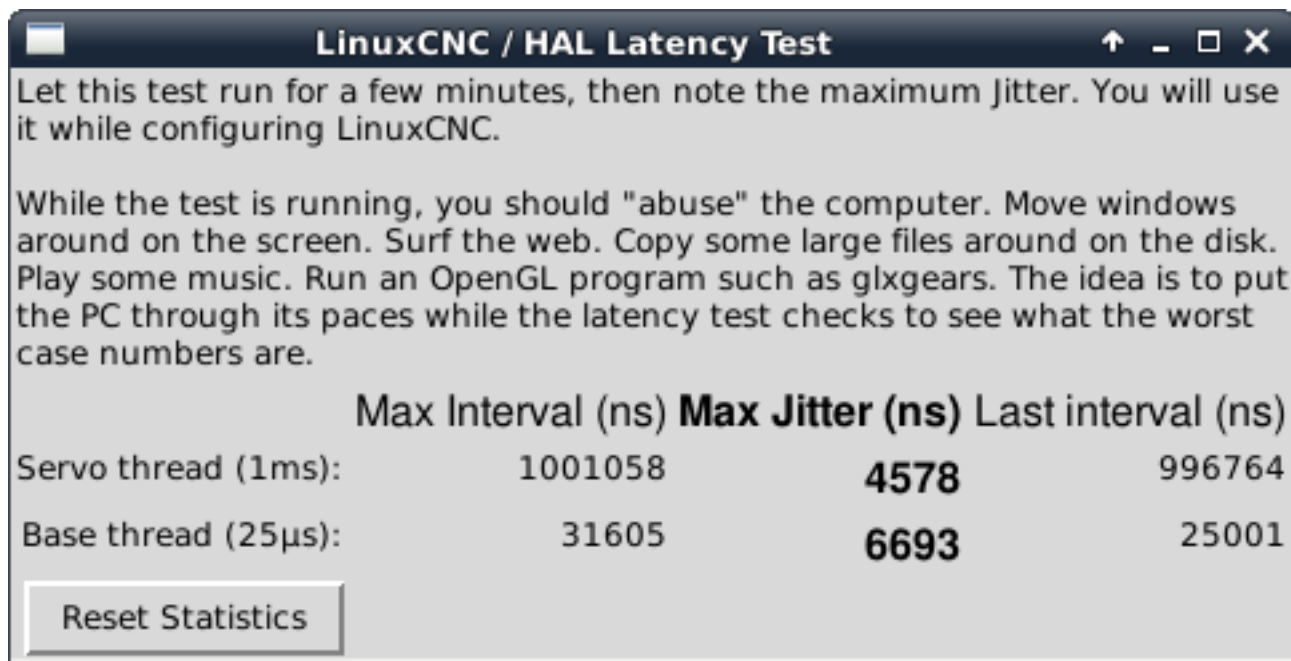 LinuxCNC / HAL Latency Test
Let this test run for a few minutes, then note the maximum Jitter. You will use
it while configuring LinuxCNC.
While the test is running, you should "abuse" the computer. Move windows
around on the screen. Surf the web. Copy some large files around on the disk.
Play some music. Run an OpenGL program such as glxgears. The idea is to put
the PC through its paces while the latency test checks to see what the worst
case numbers are.
Max Interval (ns) Max Jitter (ns) Last interval (ns)
Servo thread (1ms): 1001058 4578 996764
Base thread (25µs): 31605 6693 25001
Reset Statistics